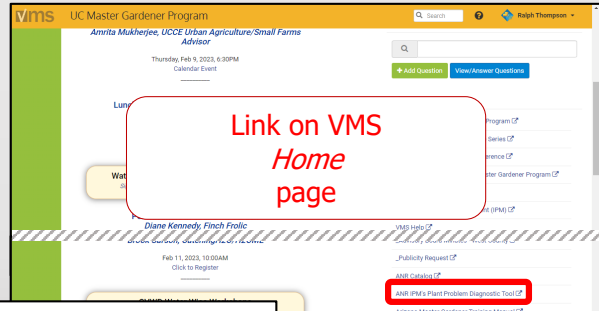 VMS UC Master Gardener Program Search Ralph Thompson
Amrita Mukherjee, UCCE Urban Agriculture/Small Farms
Advisor
Thursday, Feb 9, 2023, 6:30PM
Calendar Event
+ Add Question View/Answer Questions
Link on VMS
Home
page
Program
Series
Master Gardener Program
(IPM)
Diane Kennedy, Finch Frolic
VMS Help
Feb 11, 2023, 10:00AM
Click to Register
_Publicity Request
ANR Catalog
ANR IPM's Plant Problem Diagnostic Tool